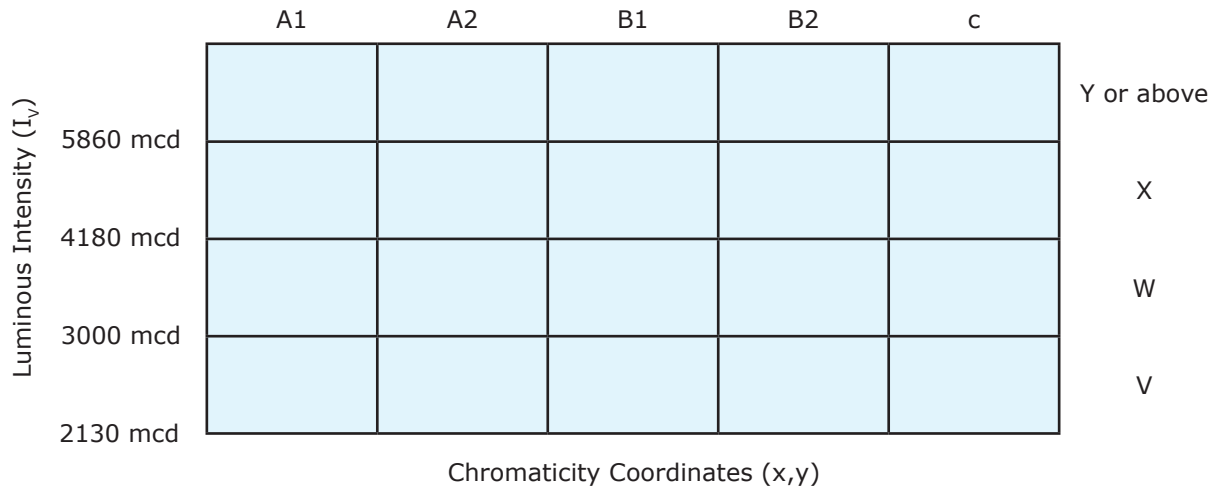 A1 A2 B1 B2 c
Y or above
5860 mcd
X
4180 mcd
W
3000 mcd
V
2130 mcd
Luminous Intensity (IV)
Chromaticity Coordinates (x,y)